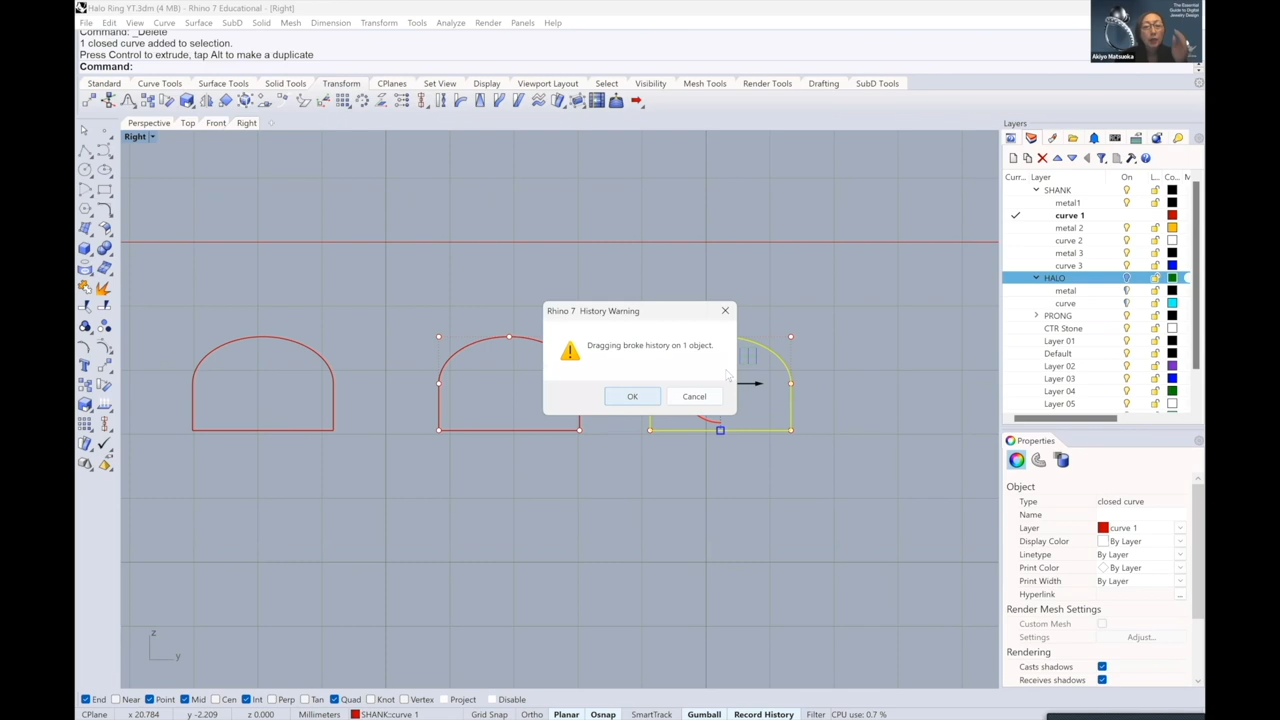 Halo Ring YT.3dm (4 MB) - Rhino 7 Educational - [Right]
File Edit View Curve Surface SubD Solid Mesh Dimension Transform Tools Analyze Render Panels Help
Command: _Delete
1 closed curve added to selection.
Press Control to extrude, tap Alt to make a duplicate
Command:
The Essential
Guide to Digital
Jewelry Design
Akiyo Matsuoka
Standard Curve Tools Surface Tools Solid Tools Transform CPlanes Set View Display Viewport Layout Select Visibility Mesh Tools Render Tools Drafting SubD Tools
Perspective Top Front Right
Right
Rhino 7 History Warning
Dragging broke history on 1 object.
OK Cancel
z
y
Layers
Curr... Layer On L... Co... M
SHANK
metal1
curve 1
metal 2
curve 2
metal 3
curve 3
HALO
metal
curve
PRONG
CTR Stone
Layer 01
Default
Layer 02
Layer 03
Layer 04
Layer 05
Properties
Object
Type closed curve
Name
Layer curve 1
Display Color By Layer
Linetype By Layer
Print Color By Layer
Print Width By Layer
Hyperlink ...
Render Mesh Settings
Custom Mesh
Settings Adjust...
Rendering
Casts shadows
Receives shadows
End Near Point Mid Cen Int Perp Tan Quad Knot Vertex Project Disable
CPlane x 20.784 y -2.209 z 0.000 Millimeters SHANK::curve 1 Grid Snap Ortho Planar Osnap SmartTrack Gumball Record History Filter CPU use: 0.7 %